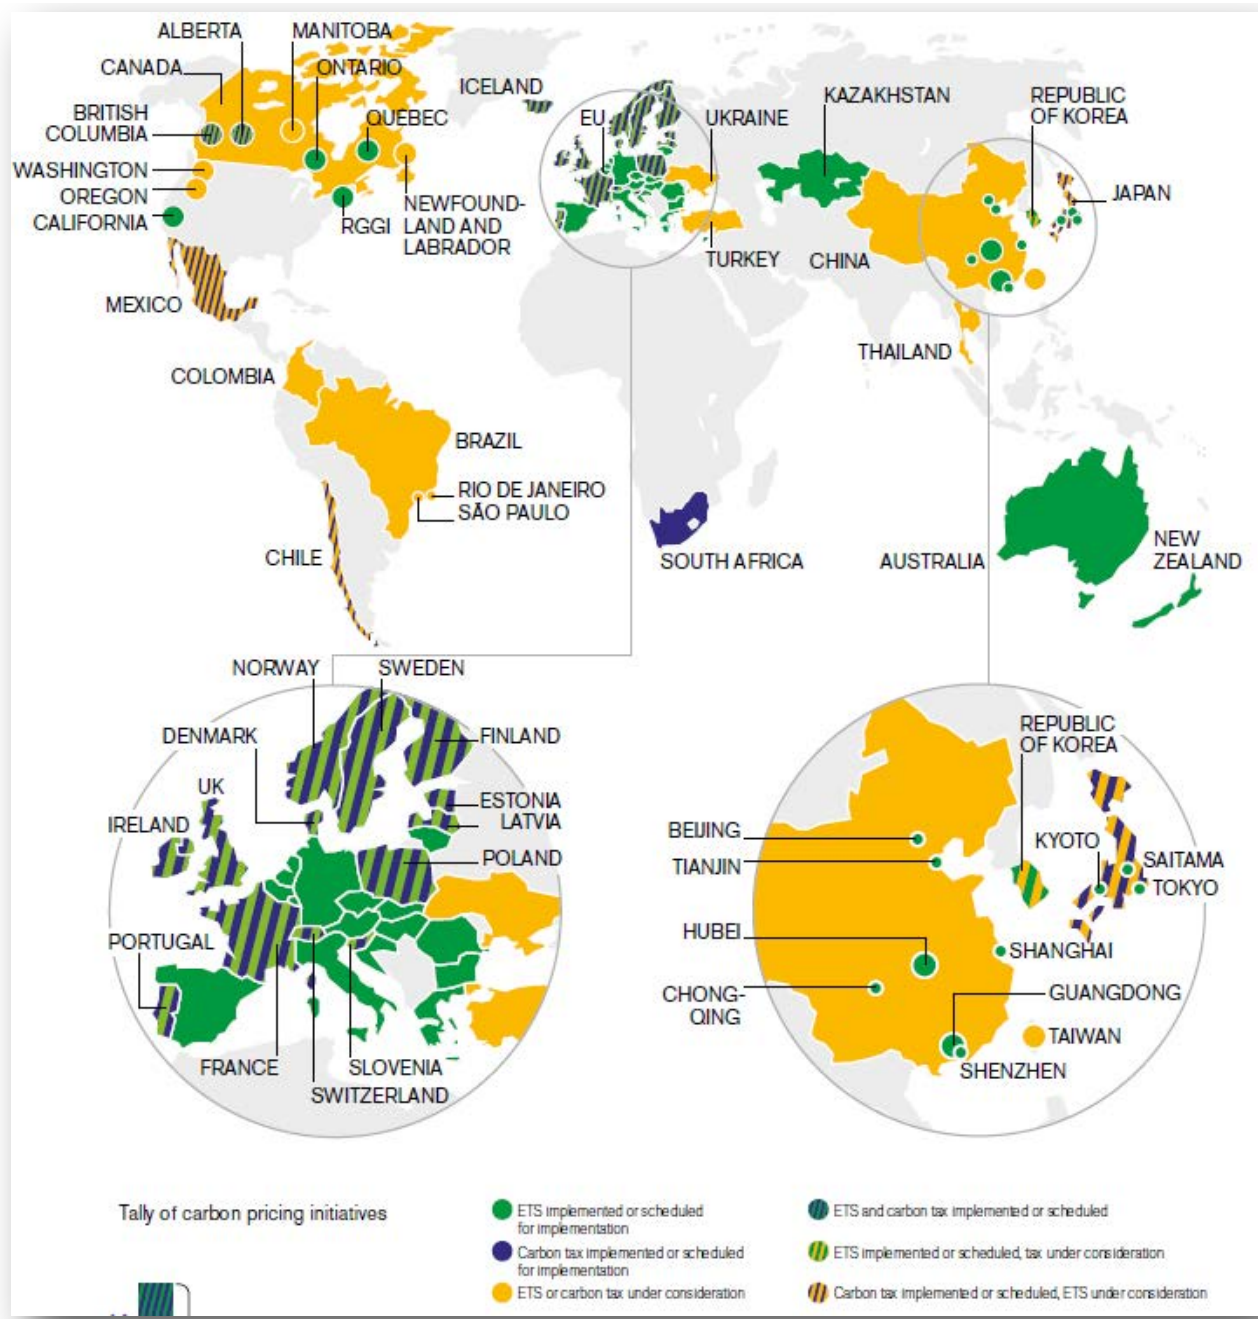 ALBERTA
MANITOBA
CANADA
ONTARIO
BRITISH
COLUMBIA
QUEBEC
WASHINGTON
OREGON
CALIFORNIA
RGGI
NEWFOUND-
LAND AND
LABRADOR
MEXICO
ICELAND
EU
UKRAINE
KAZAKHSTAN
REPUBLIC
OF KOREA
JAPAN
TURKEY
CHINA
THAILAND
COLOMBIA
BRAZIL
RIO DE JANEIRO
SÃO PAULO
CHILE
SOUTH AFRICA
AUSTRALIA
NEW
ZEALAND
NORWAY
SWEDEN
DENMARK
FINLAND
UK
IRELAND
ESTONIA
LATVIA
POLAND
PORTUGAL
FRANCE
SLOVENIA
SWITZERLAND
REPUBLIC
OF KOREA
BEIJING
TIANJIN
KYOTO
SAITAMA
TOKYO
HUBEI
SHANGHAI
CHONG-
QING
GUANGDONG
TAIWAN
SHENZHEN
Tally of carbon pricing initiatives
ETS implemented or scheduled
for implementation
Carbon tax implemented or scheduled
for implementation
ETS or carbon tax under consideration
ETS and carbon tax implemented or scheduled
ETS implemented or scheduled, tax under consideration
Carbon tax implemented or scheduled, ETS under consideration